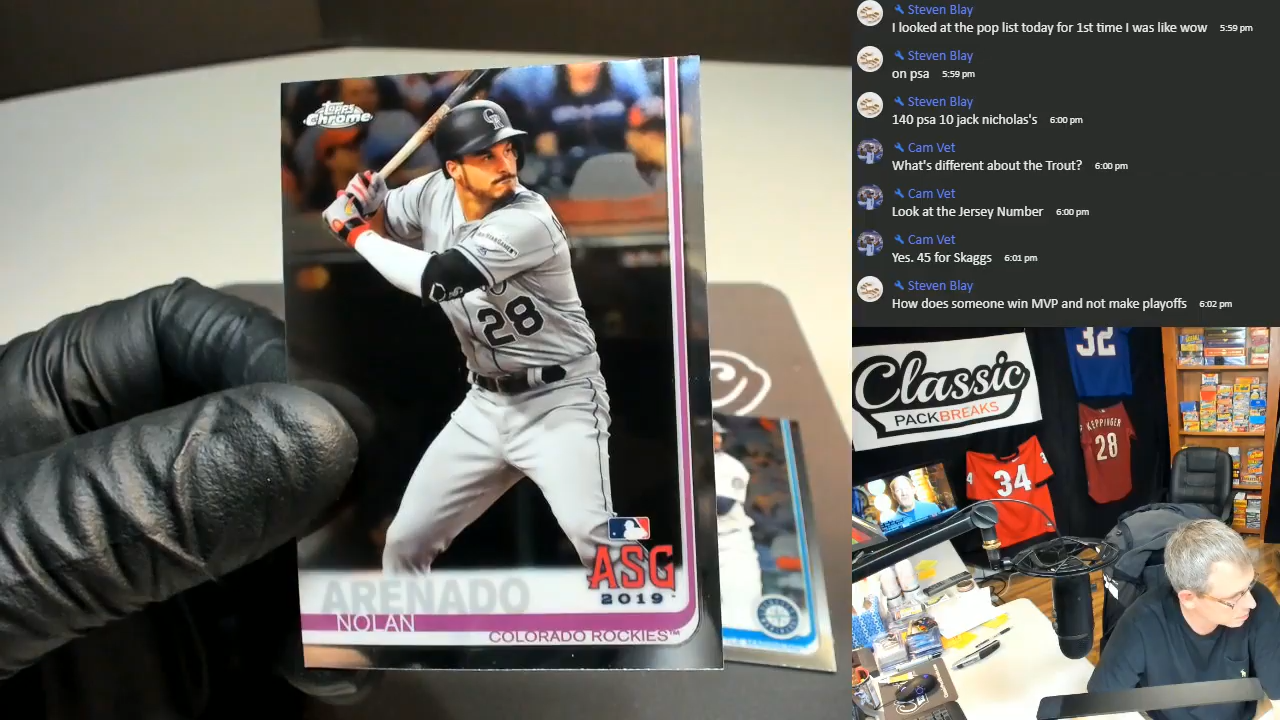 Topps
Chrome
CR
28
ASG
2019
ARENADO
NOLAN
COLORADO ROCKIES™
Steven Blay
I looked at the pop list today for 1st time I was like wow 5:59 pm
Steven Blay
on psa 5:59 pm
Steven Blay
140 psa 10 jack nicholas's 6:00 pm
Cam Vet
What's different about the Trout? 6:00 pm
Cam Vet
Look at the Jersey Number 6:00 pm
Cam Vet
Yes. 45 for Skaggs 6:01 pm
Steven Blay
How does someone win MVP and not make playoffs 6:02 pm
Classic
PACKBREAKS
32
KEPPINGER
28
34